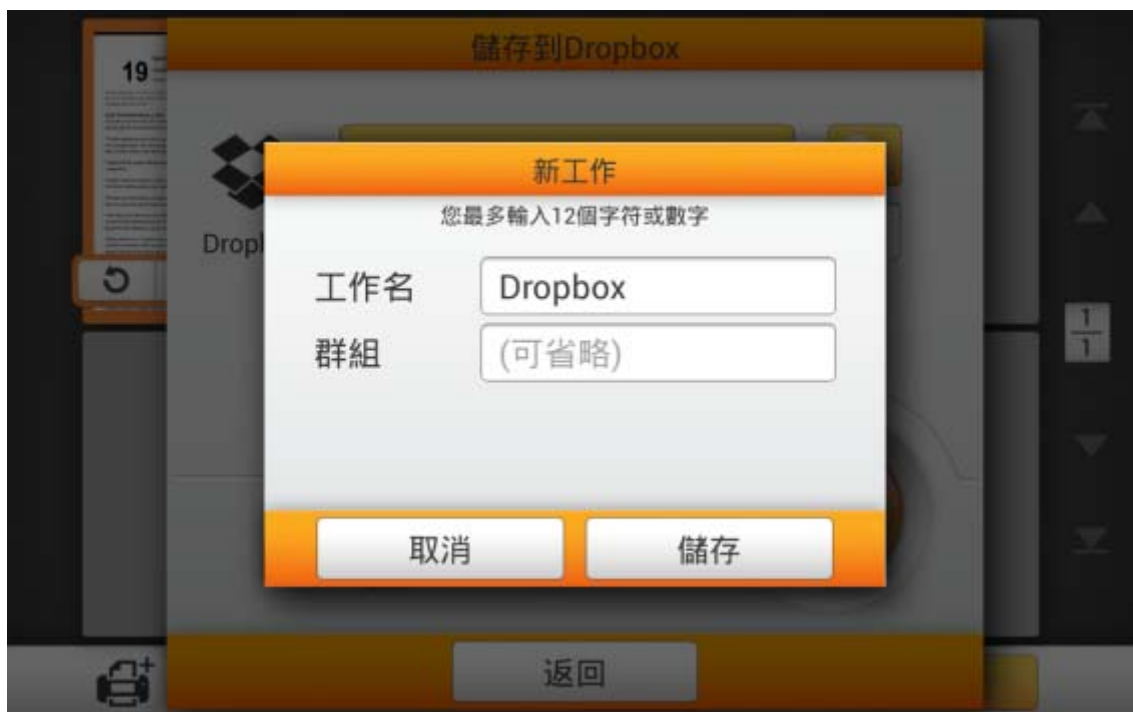 儲存到Dropbox
19
新工作
您最多輸入12個字符或數字
Drop
工作名 Dropbox
群組 (可省略)
1
1
取消 儲存
返回